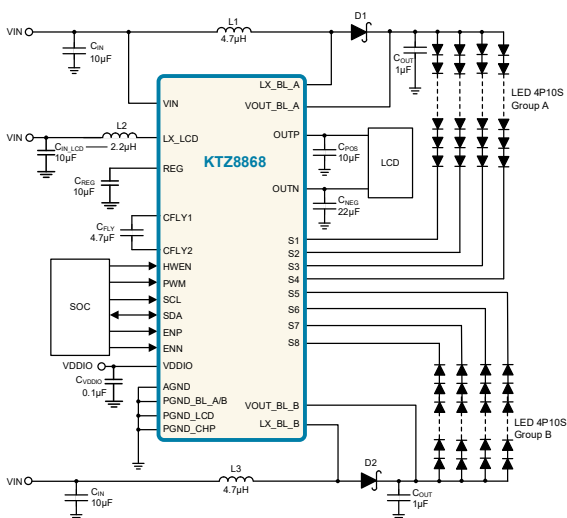 L1
D1
VIN
4.7µH
CIN
10µF
COUT
1µF
LX_BL_A
VIN
VOUT_BL_A
LED 4P10S
Group A
VIN
L2
LX_LCD
OUTP
CIN_LCD
10µF
2.2µH
KTZ8868
CPOS
10µF
LCD
REG
CREG
10µF
OUTN
CNEG
22µF
CFLY1
CFLY
4.7µF
CFLY2
S1
S2
S3
S4
S5
S6
S7
S8
SOC
HWEN
PWM
SCL
SDA
ENP
ENN
VDDIO
VDDIO
CVDDIO
0.1µF
AGND
PGND_BL_A/B
PGND_LCD
PGND_CHP
VOUT_BL_B
LX_BL_B
LED 4P10S
Group B
VIN
L3
4.7µH
D2
CIN
10µF
COUT
1µF